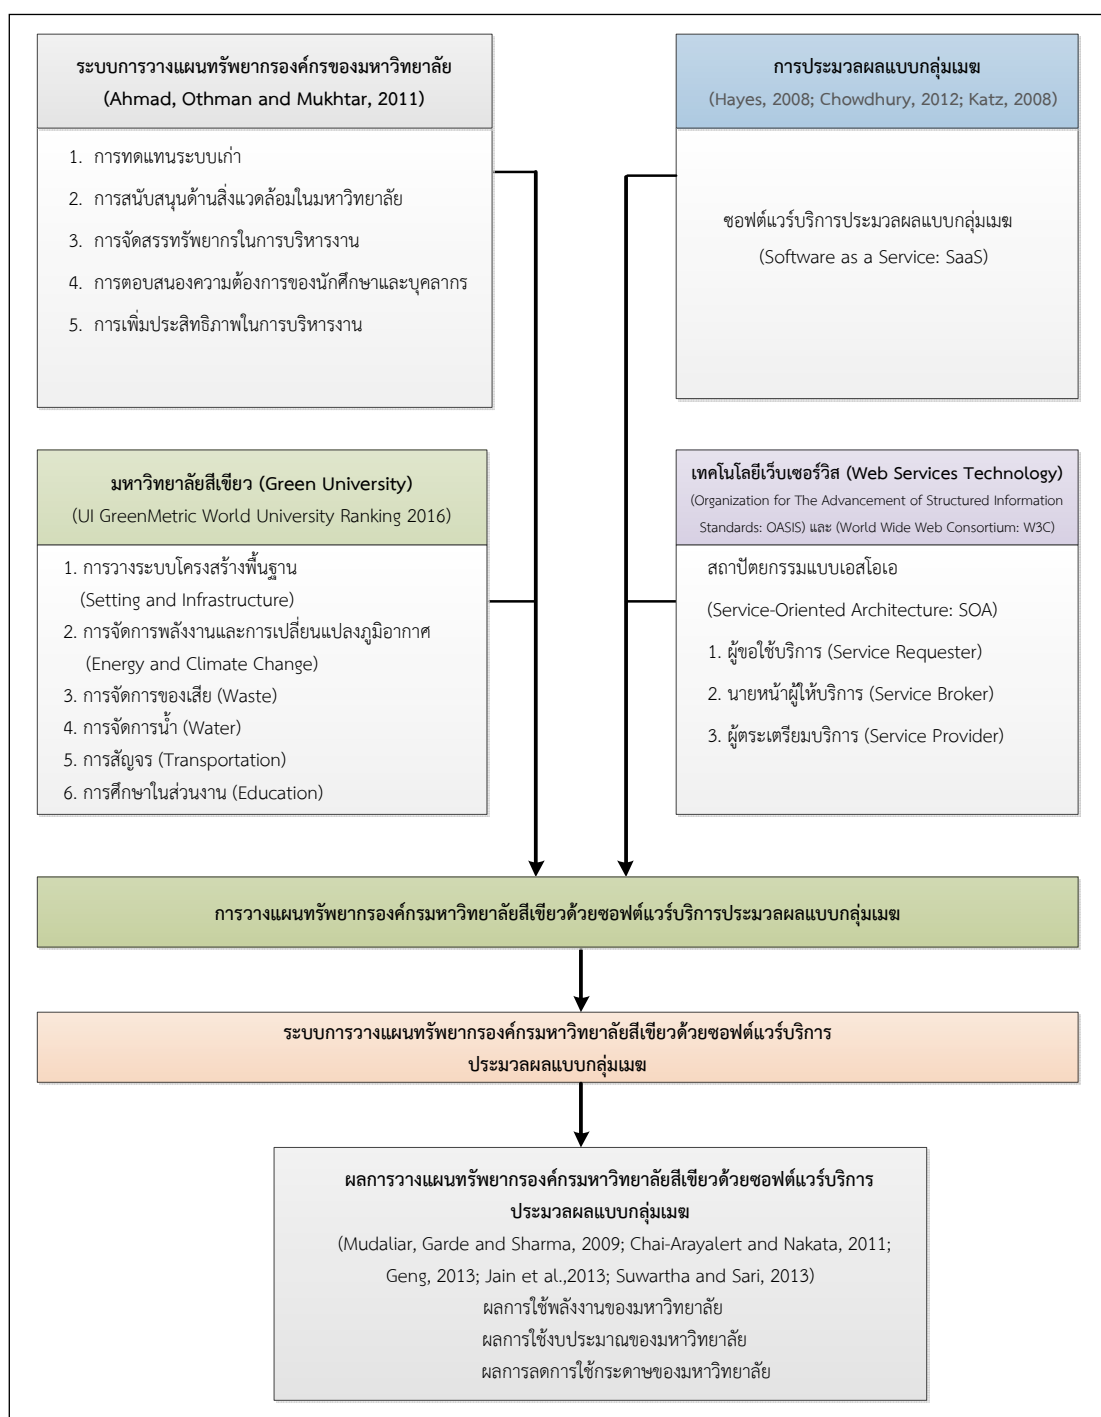 ระบบการวางแผนทรัพยากรองค์กรของมหาวิทยาลัย
(Ahmad, Othman and Mukhtar, 2011)
1. การทดแทนระบบเก่า
2. การสนับสนุนด้านสิ่งแวดล้อมในมหาวิทยาลัย
3. การจัดสรรทรัพยากรในการบริหารงาน
4. การตอบสนองความต้องการของนักศึกษาและบุคลากร
5. การเพิ่มประสิทธิภาพในการบริหารงาน
การประมวลผลแบบกลุ่มเมฆ
(Hayes, 2008; Chowdhury, 2012; Katz, 2008)
ซอฟต์แวร์บริการประมวลผลแบบกลุ่มเมฆ
(Software as a Service: SaaS)
มหาวิทยาลัยสีเขียว (Green University)
(UI GreenMetric World University Ranking 2016)
1. การวางระบบโครงสร้างพื้นฐาน
(Setting and Infrastructure)
2. การจัดการพลังงานและการเปลี่ยนแปลงภูมิอากาศ
(Energy and Climate Change)
3. การจัดการของเสีย (Waste)
4. การจัดการน้ำ (Water)
5. การสัญจร (Transportation)
6. การศึกษาในส่วนงาน (Education)
เทคโนโลยีเว็บเซอร์วิส (Web Services Technology)
(Organization for The Advancement of Structured Information
Standards: OASIS) และ (World Wide Web Consortium: W3C)
สถาปัตยกรรมแบบเอสโอเอ
(Service-Oriented Architecture: SOA)
1. ผู้ขอใช้บริการ (Service Requester)
2. นายหน้าผู้ให้บริการ (Service Broker)
3. ผู้ตระเตรียมบริการ (Service Provider)
การวางแผนทรัพยากรองค์กรมหาวิทยาลัยสีเขียวด้วยซอฟต์แวร์บริการประมวลผลแบบกลุ่มเมฆ
ระบบการวางแผนทรัพยากรองค์กรมหาวิทยาลัยสีเขียวด้วยซอฟต์แวร์บริการ
ประมวลผลแบบกลุ่มเมฆ
ผลการวางแผนทรัพยากรองค์กรมหาวิทยาลัยสีเขียวด้วยซอฟต์แวร์บริการ
ประมวลผลแบบกลุ่มเมฆ
(Mudaliar, Garde and Sharma, 2009; Chai-Arayalert and Nakata, 2011;
Geng, 2013; Jain et al.,2013; Suwartha and Sari, 2013)
ผลการใช้พลังงานของมหาวิทยาลัย
ผลการใช้งบประมาณของมหาวิทยาลัย
ผลการลดการใช้กระดาษของมหาวิทยาลัย